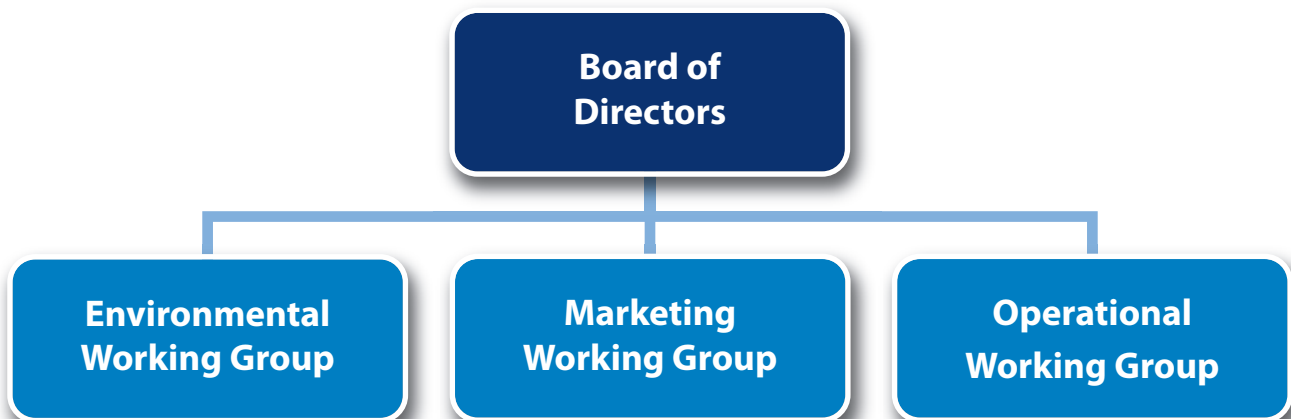 Board of
Directors
Environmental
Working Group
Marketing
Working Group
Operational
Working Group